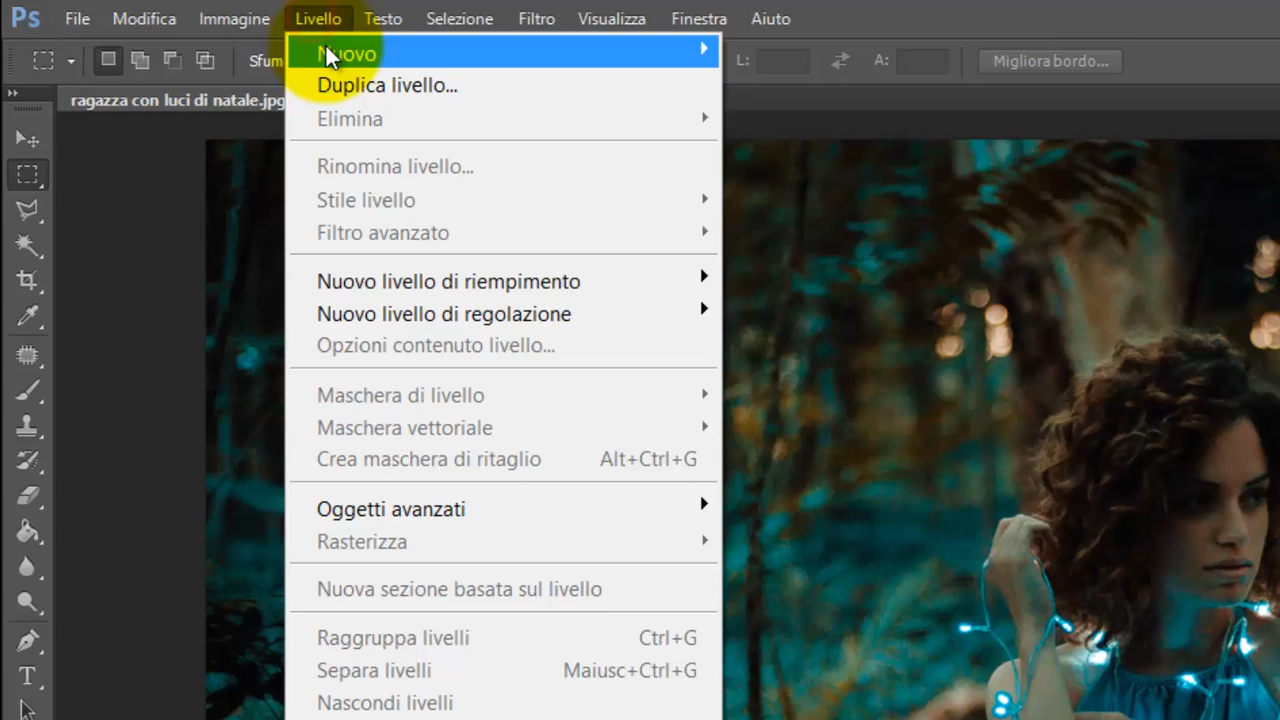 Ps File Modifica Immagine Livello Testo Selezione Filtro Visualizza Finestra Aiuto
Sfum L: A: Migliora bordo...
ragazza con luci di natale.jpg
Nuovo
Duplica livello...
Elimina
Rinomina livello...
Stile livello
Filtro avanzato
Nuovo livello di riempimento
Nuovo livello di regolazione
Opzioni contenuto livello...
Maschera di livello
Maschera vettoriale
Crea maschera di ritaglio Alt+Ctrl+G
Oggetti avanzati
Rasterizza
Nuova sezione basata sul livello
Raggruppa livelli Ctrl+G
Separa livelli Maiusc+Ctrl+G
Nascondi livelli